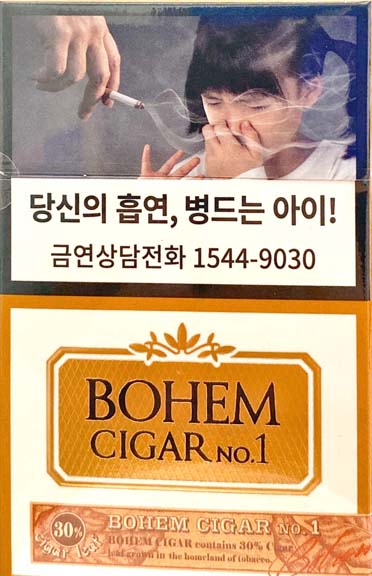 당신의 흡연, 병드는 아이!
금연상담전화 1544-9030
BOHEM
CIGAR NO.1
30%
cigar leaf
BOHEM CIGAR NO.1
BOHEM CIGAR contains 30% Cigar
leaf grown in the homeland of tobacco.